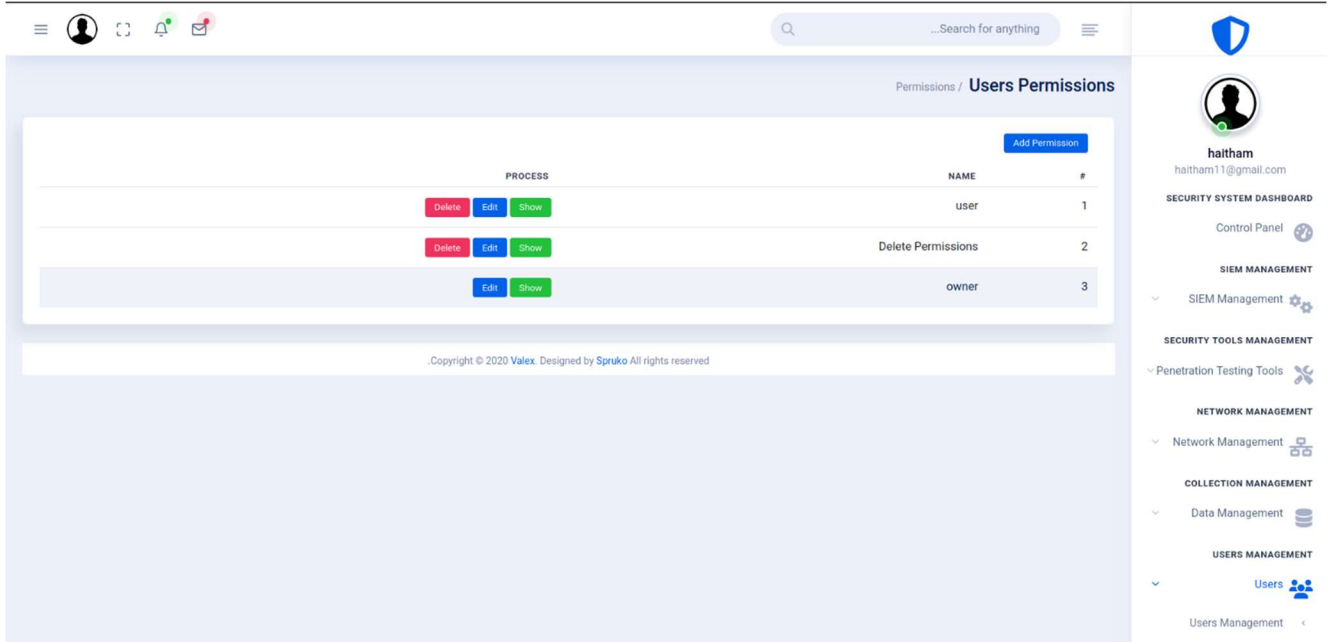 ...Search for anything
Permissions / Users Permissions
Add Permission
PROCESS NAME #
Delete Edit Show user 1
Delete Edit Show Delete Permissions 2
Edit Show owner 3
.Copyright © 2020 Valex. Designed by Spruko All rights reserved
haitham
haitham11@gmail.com
SECURITY SYSTEM DASHBOARD
Control Panel
SIEM MANAGEMENT
SIEM Management
SECURITY TOOLS MANAGEMENT
Penetration Testing Tools
NETWORK MANAGEMENT
Network Management
COLLECTION MANAGEMENT
Data Management
USERS MANAGEMENT
Users
Users Management